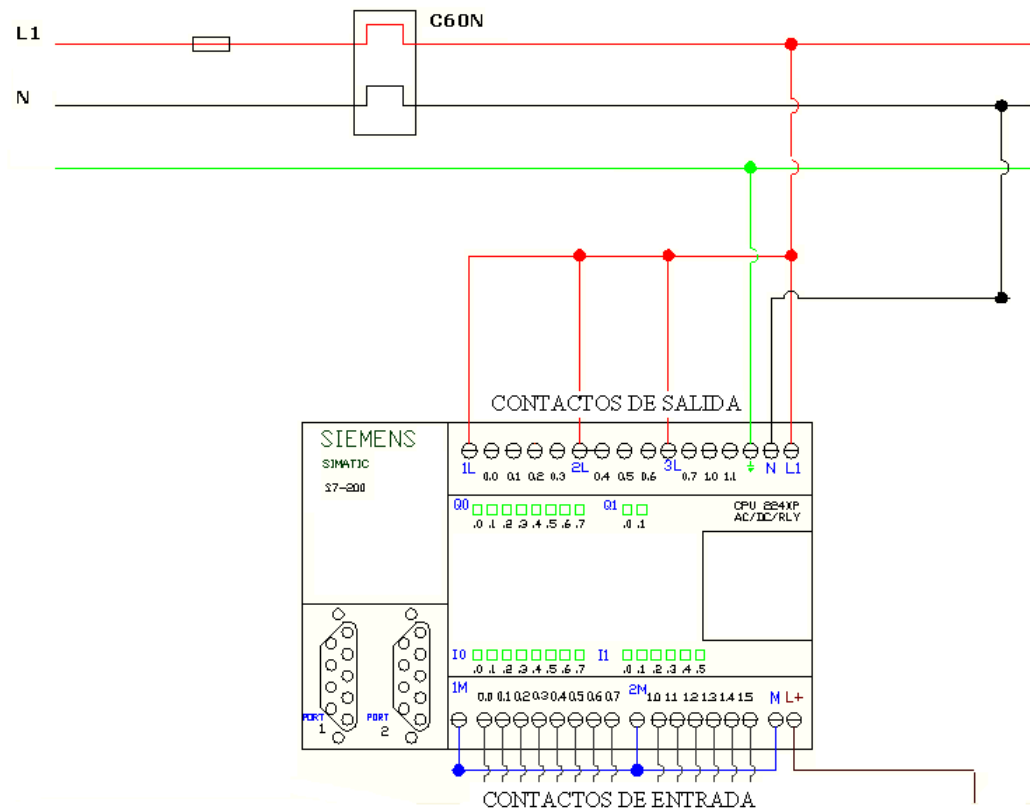 C60N
L1
N
CONTACTOS DE SALIDA
SIEMENS
SIMATIC
S7-200
1L 0.0 0.1 0.2 0.3 2L 0.4 0.5 0.6 3L 0.7 1.0 1.1 N L1
Q0 Q1
.0 .1 .2 .3 .4 .5 .6 .7 .0 .1
CPU 224XP
AC/DC/RLY
I0 I1
.0 .1 .2 .3 .4 .5 .6 .7 .0 .1 .2 .3 .4 .5
1M 0.0 0.1 0.2 0.3 0.4 0.5 0.6 0.7 2M 1.0 1.1 1.2 1.3 1.4 1.5 M L+
PORT
1
PORT
2
CONTACTOS DE ENTRADA